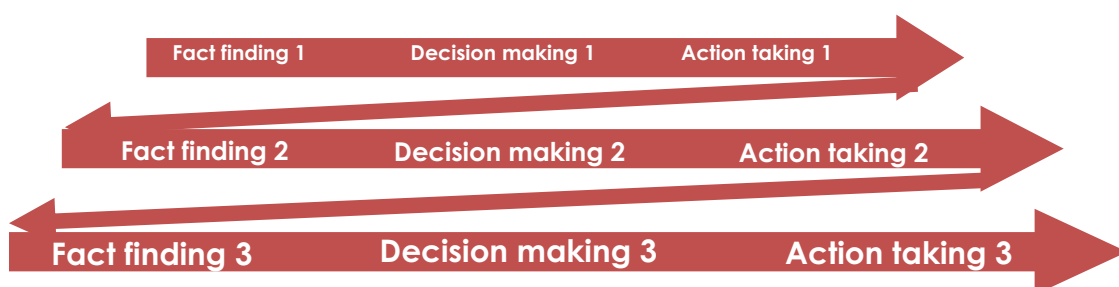 Fact finding 1 Decision making 1 Action taking 1
Fact finding 2 Decision making 2 Action taking 2
Fact finding 3 Decision making 3 Action taking 3